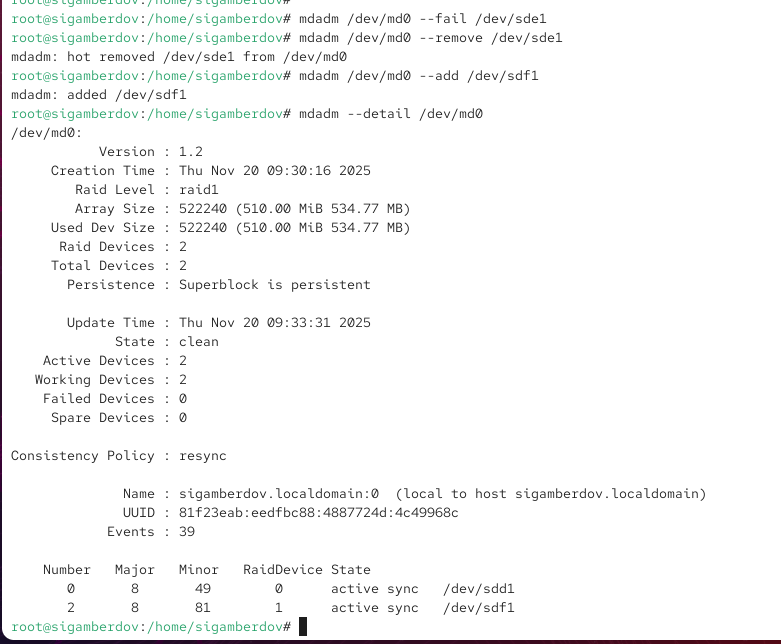 root@sigamberdov:/home/sigamberdov#
root@sigamberdov:/home/sigamberdov# mdadm /dev/md0 --fail /dev/sde1
root@sigamberdov:/home/sigamberdov# mdadm /dev/md0 --remove /dev/sde1
mdadm: hot removed /dev/sde1 from /dev/md0
root@sigamberdov:/home/sigamberdov# mdadm /dev/md0 --add /dev/sdf1
mdadm: added /dev/sdf1
root@sigamberdov:/home/sigamberdov# mdadm --detail /dev/md0
/dev/md0:
           Version : 1.2
     Creation Time : Thu Nov 20 09:30:16 2025
        Raid Level : raid1
        Array Size : 522240 (510.00 MiB 534.77 MB)
     Used Dev Size : 522240 (510.00 MiB 534.77 MB)
      Raid Devices : 2
     Total Devices : 2
       Persistence : Superblock is persistent
       Update Time : Thu Nov 20 09:33:31 2025
             State : clean
    Active Devices : 2
   Working Devices : 2
    Failed Devices : 0
     Spare Devices : 0
Consistency Policy : resync
              Name : sigamberdov.localdomain:0  (local to host sigamberdov.localdomain)
              UUID : 81f23eab:eedfbc88:4887724d:4c49968c
            Events : 39
    Number   Major   Minor   RaidDevice State
       0       8       49        0      active sync   /dev/sdd1
       2       8       81        1      active sync   /dev/sdf1
root@sigamberdov:/home/sigamberdov#